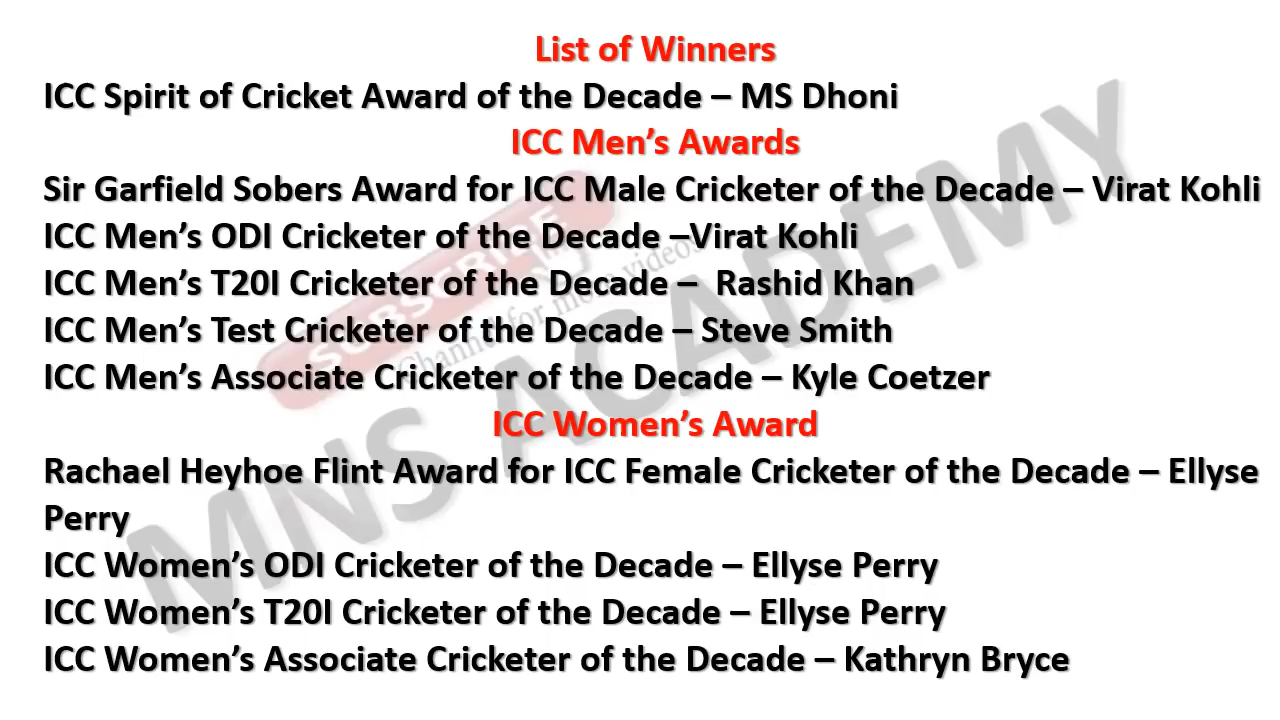 List of Winners
ICC Spirit of Cricket Award of the Decade – MS Dhoni
ICC Men’s Awards
Sir Garfield Sobers Award for ICC Male Cricketer of the Decade – Virat Kohli
ICC Men’s ODI Cricketer of the Decade –Virat Kohli
ICC Men’s T20I Cricketer of the Decade – Rashid Khan
ICC Men’s Test Cricketer of the Decade – Steve Smith
ICC Men’s Associate Cricketer of the Decade – Kyle Coetzer
ICC Women’s Award
Rachael Heyhoe Flint Award for ICC Female Cricketer of the Decade – Ellyse
Perry
ICC Women’s ODI Cricketer of the Decade – Ellyse Perry
ICC Women’s T20I Cricketer of the Decade – Ellyse Perry
ICC Women’s Associate Cricketer of the Decade – Kathryn Bryce
SUBSCRIBE
Channel for more videos
MNS ACADEMY